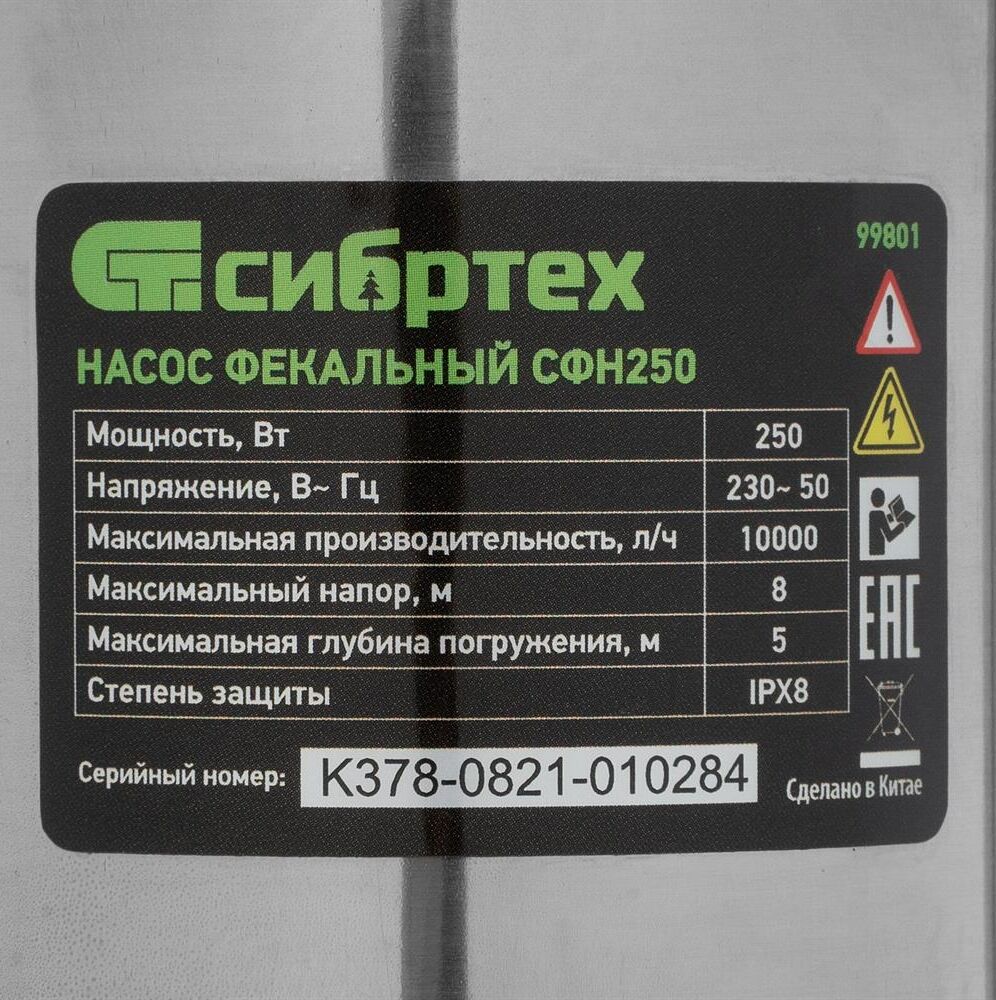 сибртех
99801
НАСОС ФЕКАЛЬНЫЙ СФН250
Мощность, Вт 250
Напряжение, В~ Гц 230~ 50
Максимальная производительность, л/ч 10000
Максимальный напор, м 8
Максимальная глубина погружения, м 5
Степень защиты IPX8
EAC
Серийный номер: K378-0821-010284
Сделано в Китае